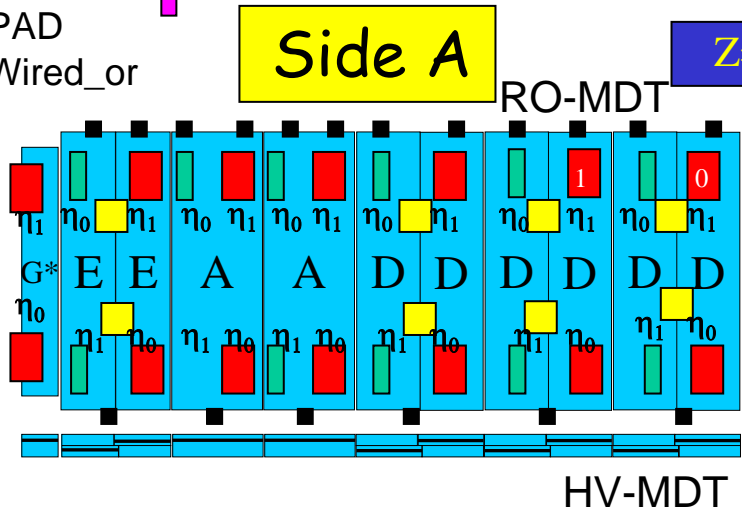 PAD
Wired_or
Side A
Z
RO-MDT
1 0
η1 η0 η1 η0 η1 η0 η1 η0 η1 η0 η1 η0 η1
G* E E A A D D D D D D
η0
η1 η0 η1 η0 η1 η0 η1 η0 η1 η0 η1 η0
HV-MDT